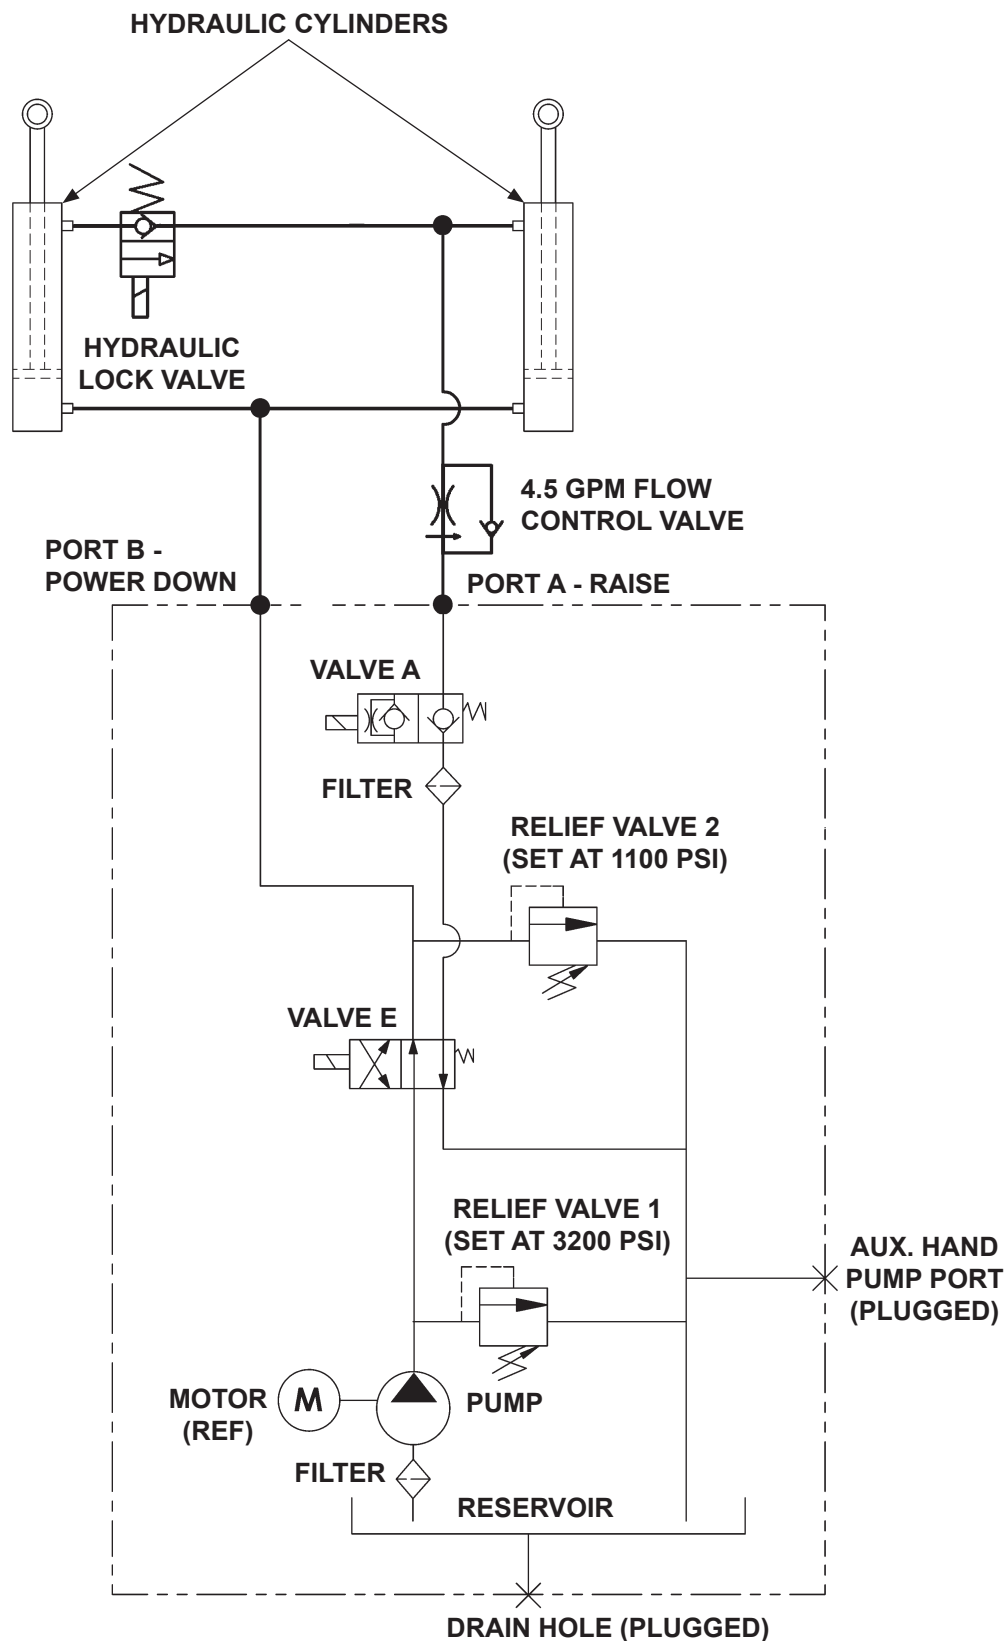 HYDRAULIC CYLINDERS
HYDRAULIC
LOCK VALVE
4.5 GPM FLOW
CONTROL VALVE
PORT B -
POWER DOWN
PORT A - RAISE
VALVE A
FILTER
RELIEF VALVE 2
(SET AT 1100 PSI)
VALVE E
RELIEF VALVE 1
(SET AT 3200 PSI)
AUX. HAND
PUMP PORT
(PLUGGED)
MOTOR
(REF)
M
PUMP
FILTER
RESERVOIR
DRAIN HOLE (PLUGGED)